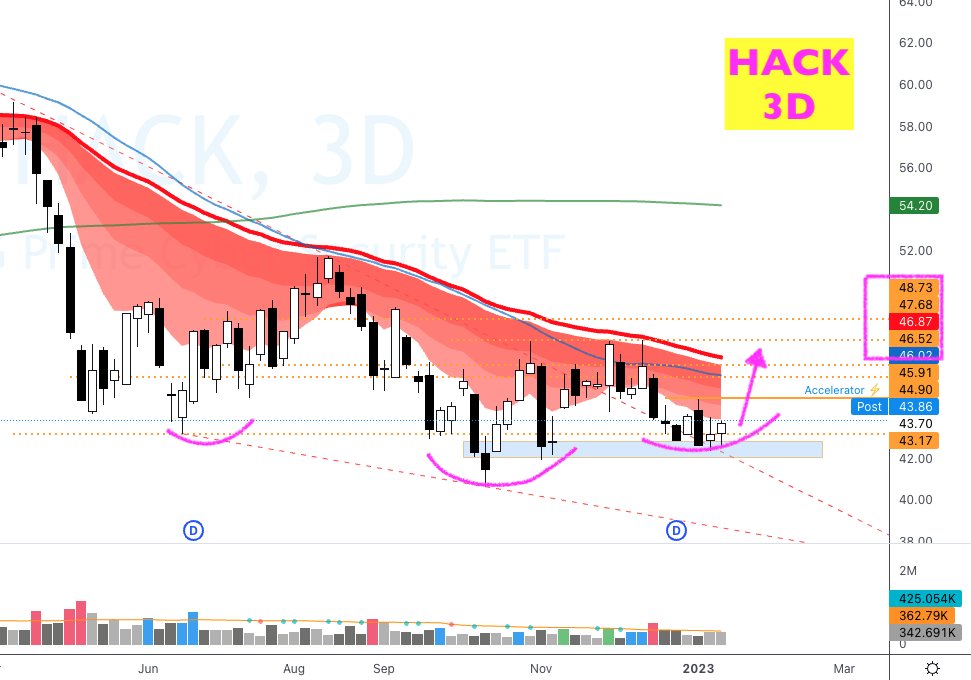 64.00
HACK
3D
62.00
60.00
58.00
HACK, 3D
56.00
54.20
G Prime Cyber Security ETF
52.00
48.73
47.68
46.87
46.52
46.02
45.91
Accelerator ⚡
44.90
Post
43.86
43.70
43.17
42.00
40.00
D
D
38.00
2M
425.054K
362.79K
342.691K
0
Jun
Aug
Sep
Nov
2023
Mar